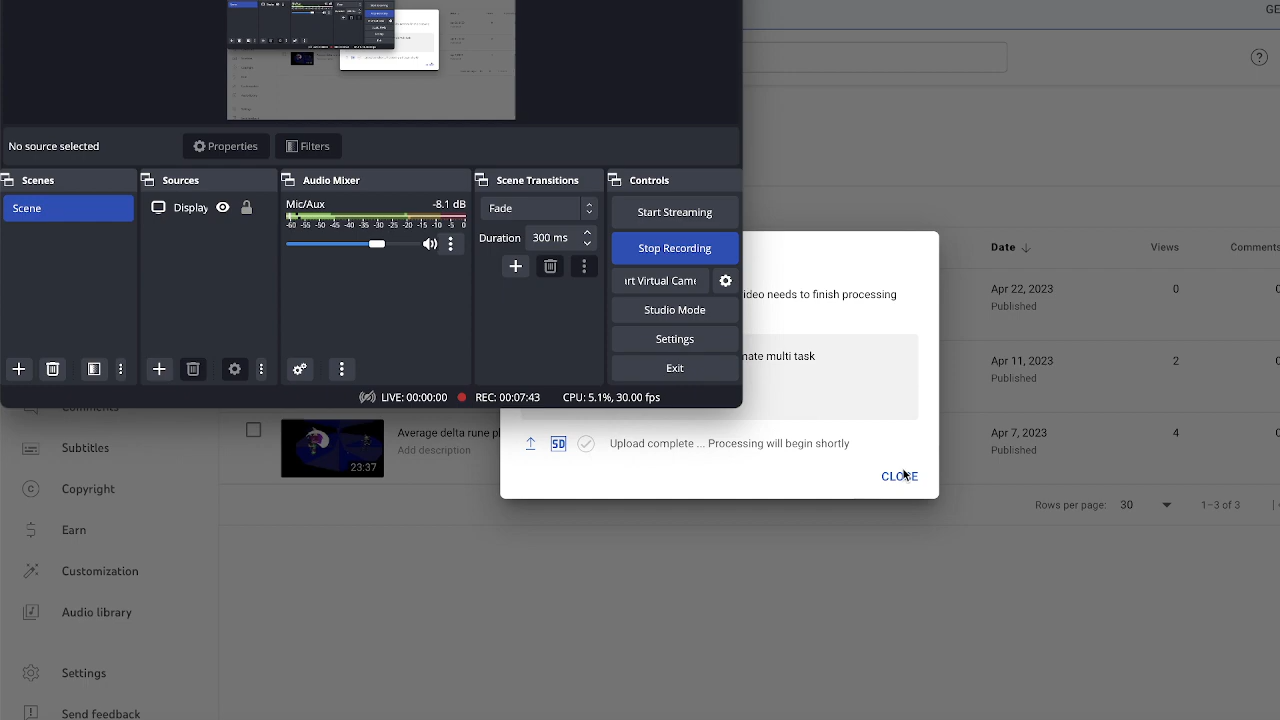 GE
No source selected
Properties
Filters
Scenes
Sources
Audio Mixer
Scene Transitions
Controls
Scene
Display
Mic/Aux
-8.1 dB
-60 -55 -50 -45 -40 -35 -30 -25 -20 -15 -10 -5 0
Fade
Duration
300 ms
Start Streaming
Stop Recording
rt Virtual Came
Studio Mode
Settings
Exit
LIVE: 00:00:00
REC: 00:07:43
CPU: 5.1%, 30.00 fps
ideo needs to finish processing
mate multi task
SD
Upload complete ... Processing will begin shortly
CLOSE
Date
Views
Comments
Apr 22, 2023
Published
0
Apr 11, 2023
Published
2
Average delta rune pl
Add description
23:37
Apr 7, 2023
Published
4
Rows per page:
30
1–3 of 3
Comments
Subtitles
Copyright
Earn
Customization
Audio library
Settings
Send feedback